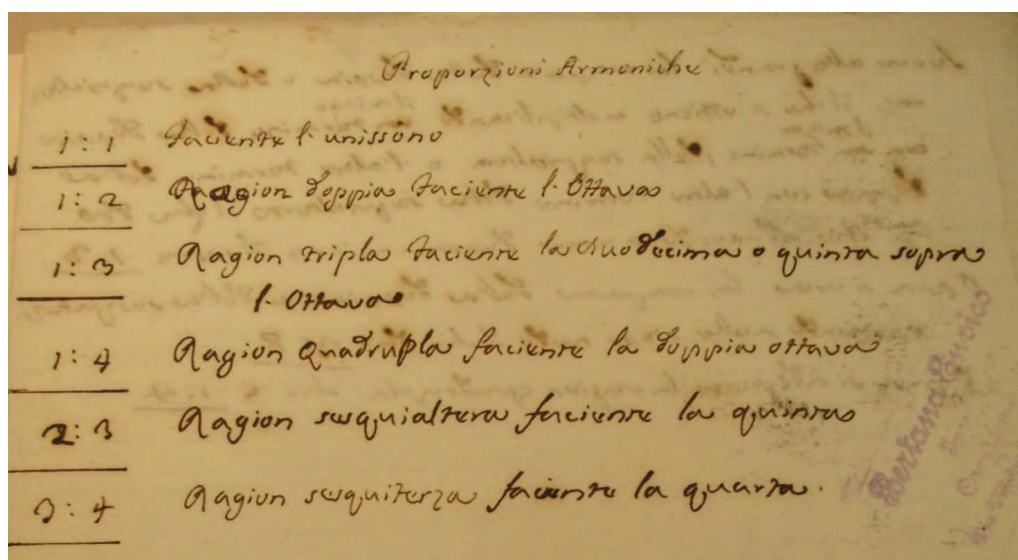 Proporzioni Armoniche
1:1 faciente l'unissono
1:2 Ragion doppia faciente l'Ottava
1:3 Ragion tripla faciente la duodecima o quinta sopra
l'Ottava
1:4 Ragion quadrupla faciente la doppia ottava
2:3 Ragion sesquialtera faciente la quinta
3:4 Ragion sesquiterza faciente la quarta.
Bertana Enrico